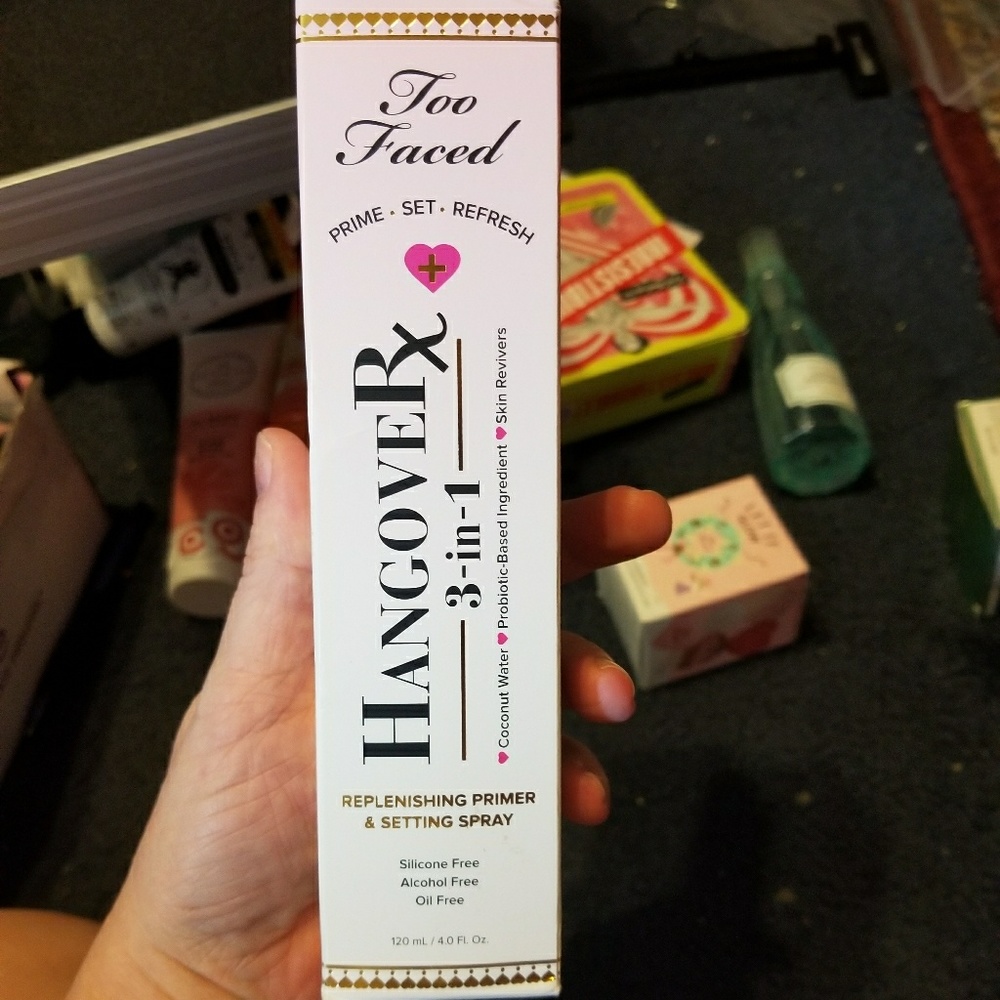 Too
Faced
PRIME • SET • REFRESH
HANGOVERx
3-in-1
♥ Coconut Water ♥ Probiotic-Based Ingredient ♥ Skin Revivers
REPLENISHING PRIMER
& SETTING SPRAY
Silicone Free
Alcohol Free
Oil Free
120 mL / 4.0 Fl. Oz.